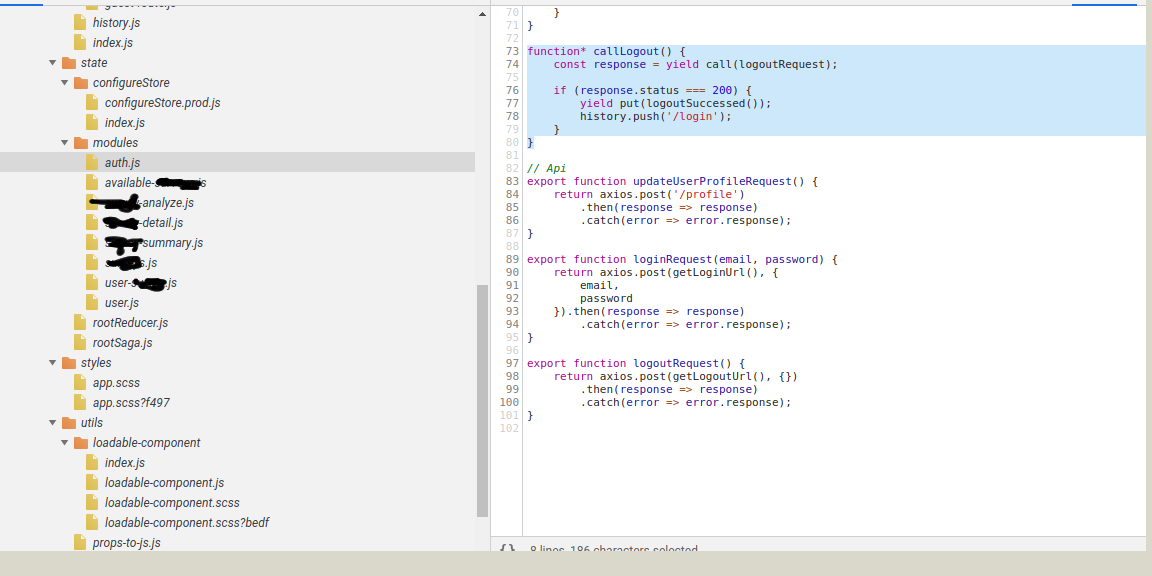 history.js
index.js
state
configureStore
configureStore.prod.js
index.js
modules
auth.js
available-
-analyze.js
-detail.js
-summary.js
.js
user- .js
user.js
rootReducer.js
rootSaga.js
styles
app.scss
app.scss?f497
utils
loadable-component
index.js
loadable-component.js
loadable-component.scss
loadable-component.scss?bedf
props-to-js.js
70     }
71 }
72
73 function* callLogout() {
74     const response = yield call(logoutRequest);
75
76     if (response.status === 200) {
77         yield put(logoutSuccessed());
78         history.push('/login');
79     }
80 }
81
82 // Api
83 export function updateUserProfileRequest() {
84     return axios.post('/profile')
85         .then(response => response)
86         .catch(error => error.response);
87 }
88
89 export function loginRequest(email, password) {
90     return axios.post(getLoginUrl(), {
91         email,
92         password
93     }).then(response => response)
94         .catch(error => error.response);
95 }
96
97 export function logoutRequest() {
98     return axios.post(getLogoutUrl(), {})
99         .then(response => response)
100         .catch(error => error.response);
101 }
102
{} 8 lines, 186 characters selected